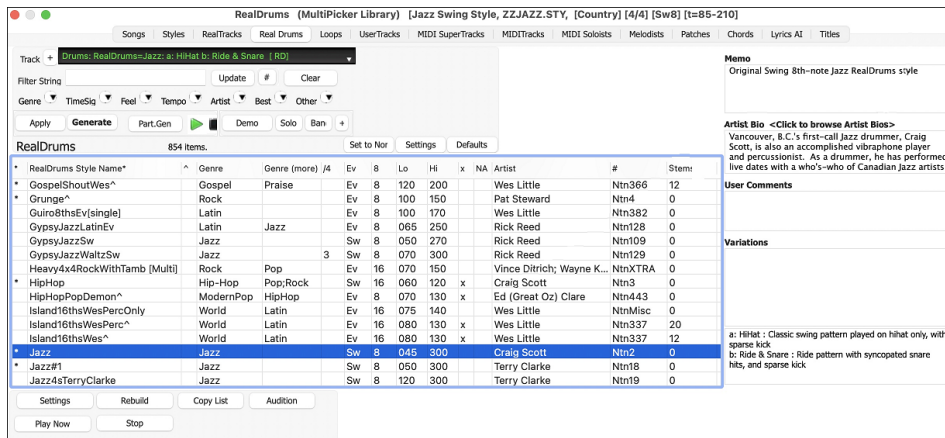 RealDrums (MultiPicker Library) [Jazz Swing Style, ZZJAZZ.STY, [Country] [4/4] [Sw8] [t=85-210]
Songs Styles RealTracks Real Drums Loops UserTracks MIDI SuperTracks MIDITracks MIDI Soloists Melodists Patches Chords Lyrics AI Titles
Track + Drums: RealDrums=Jazz: a: HiHat b: Ride & Snare [ RD]
Filter String Update # Clear
Genre TimeSig Feel Tempo Artist Best Other
Apply Generate Part.Gen Demo Solo Ban +
RealDrums 854 items. Set to Nor Settings Defaults
* RealDrums Style Name* ^ Genre Genre (more) /4 Ev 8 Lo Hi x NA Artist # Stems
* GospelShoutWes^ Gospel Praise Ev 8 120 200 Wes Little Ntn366 12
* Grunge^ Rock Ev 8 100 150 Pat Steward Ntn4 0
Guiro8thsEv[single] Latin Ev 8 100 170 Wes Little Ntn382 0
GypsyJazzLatinEv Latin Jazz Ev 8 065 250 Rick Reed Ntn128 0
GypsyJazzSw Jazz Sw 8 050 270 Rick Reed Ntn109 0
GypsyJazzWaltzSw Jazz 3 Sw 8 070 300 Rick Reed Ntn129 0
Heavy4x4RockWithTamb [Multi] Rock Pop Ev 16 070 150 Vince Ditrich; Wayne K... NtnXTRA 0
* HipHop Hip-Hop Pop;Rock Sw 16 060 120 x Craig Scott Ntn3 0
HipHopPopDemon^ ModernPop HipHop Ev 8 070 130 x Ed (Great Oz) Clare Ntn443 0
Island16thsWesPercOnly World Latin Ev 16 075 140 Wes Little NtnMisc 0
Island16thsWesPerc^ World Latin Ev 16 080 130 x Wes Little Ntn337 20
Island16thsWes^ World Latin Ev 16 080 130 x Wes Little Ntn337 12
* Jazz Jazz Sw 8 045 300 Craig Scott Ntn2 0
* Jazz#1 Jazz Sw 8 050 300 Terry Clarke Ntn18 0
Jazz4sTerryClarke Jazz Sw 8 120 300 Terry Clarke Ntn19 0
Settings Rebuild Copy List Audition
Play Now Stop
Memo
Original Swing 8th-note Jazz RealDrums style
Artist Bio <Click to browse Artist Bios>
Vancouver, B.C.'s first-call Jazz drummer, Craig
Scott, is also an accomplished vibraphone player
and percussionist. As a drummer, he has performed
live dates with a who's-who of Canadian Jazz artists
User Comments
Variations
a: HiHat : Classic swing pattern played on hihat only, with
sparse kick
b: Ride & Snare : Ride pattern with syncopated snare
hits, and sparse kick